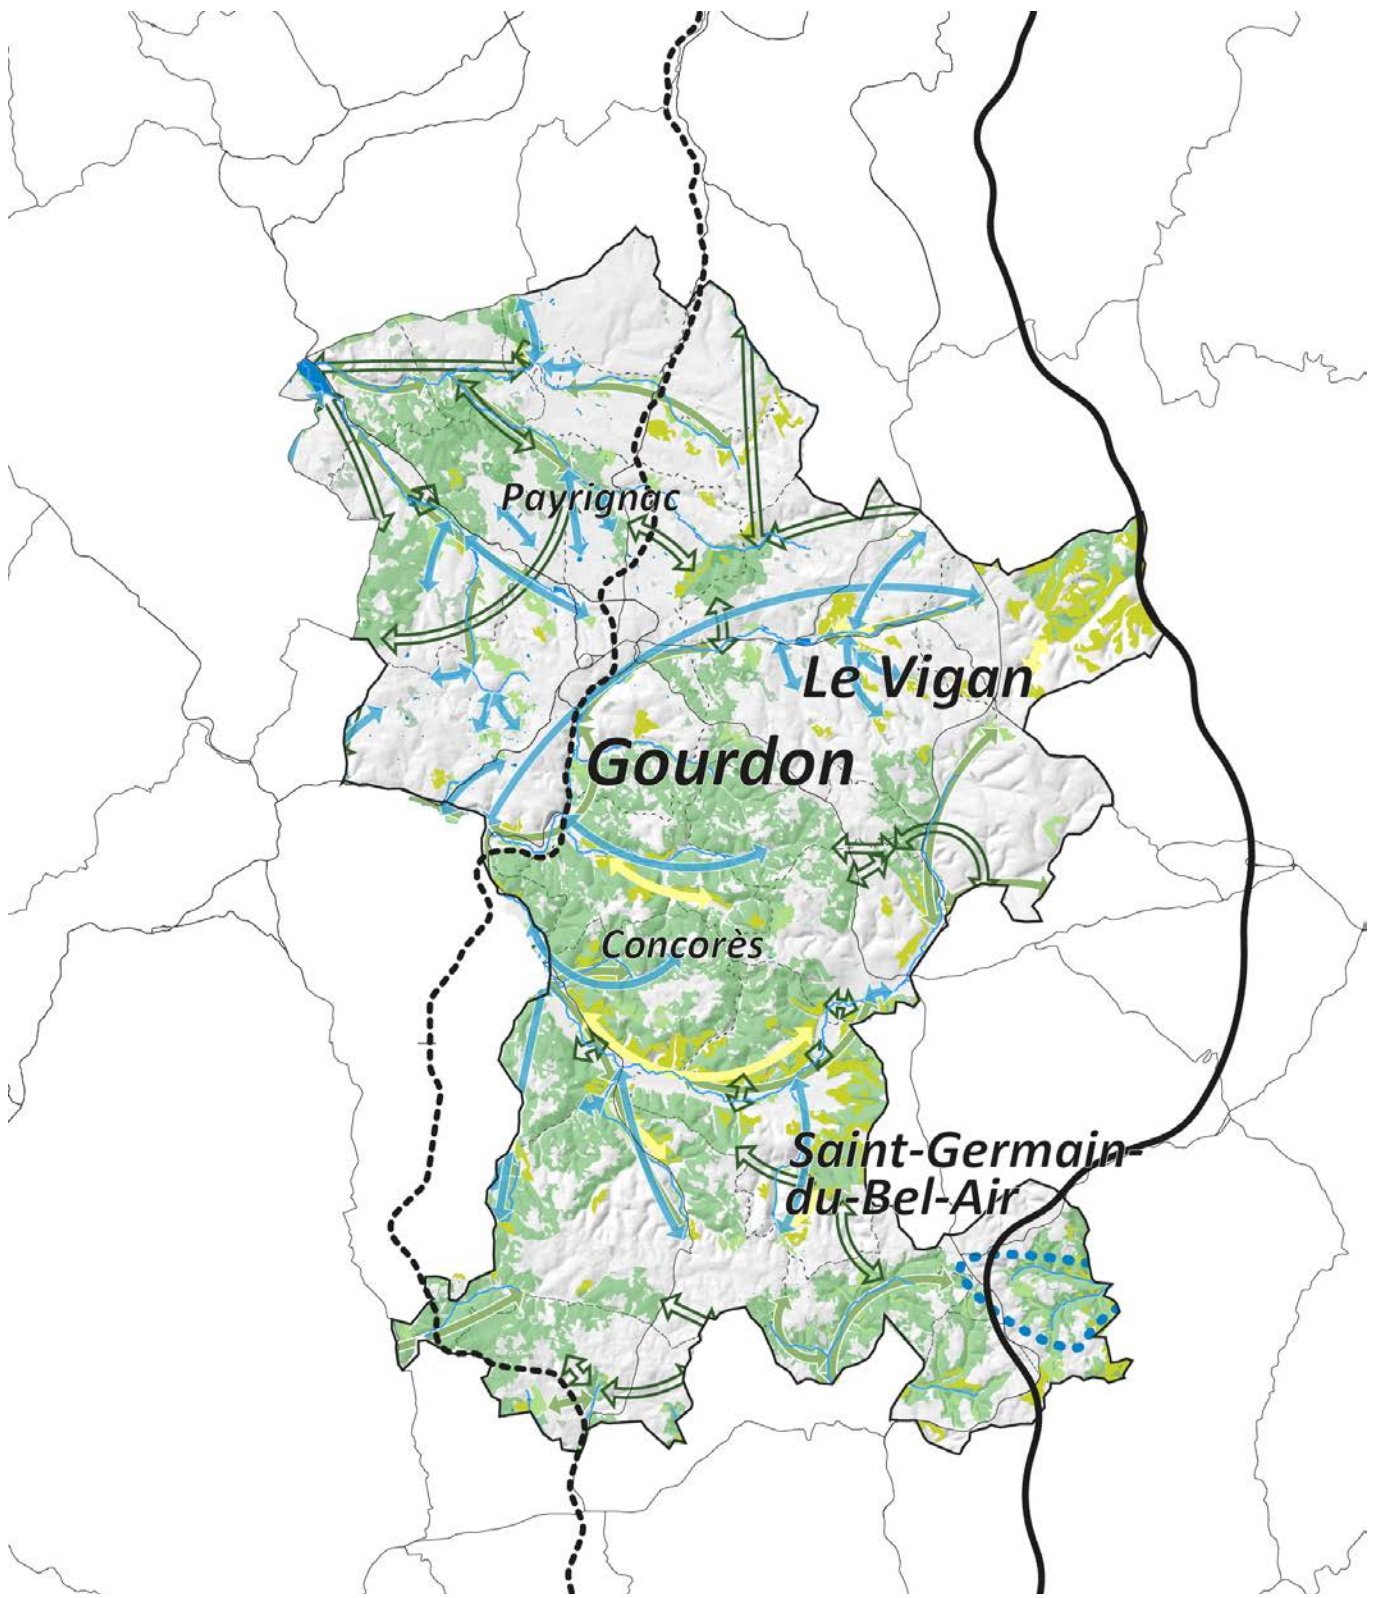 Payrignac
Le Vigan
Gourdon
Concorès
Saint-Germain-
du-Bel-Air